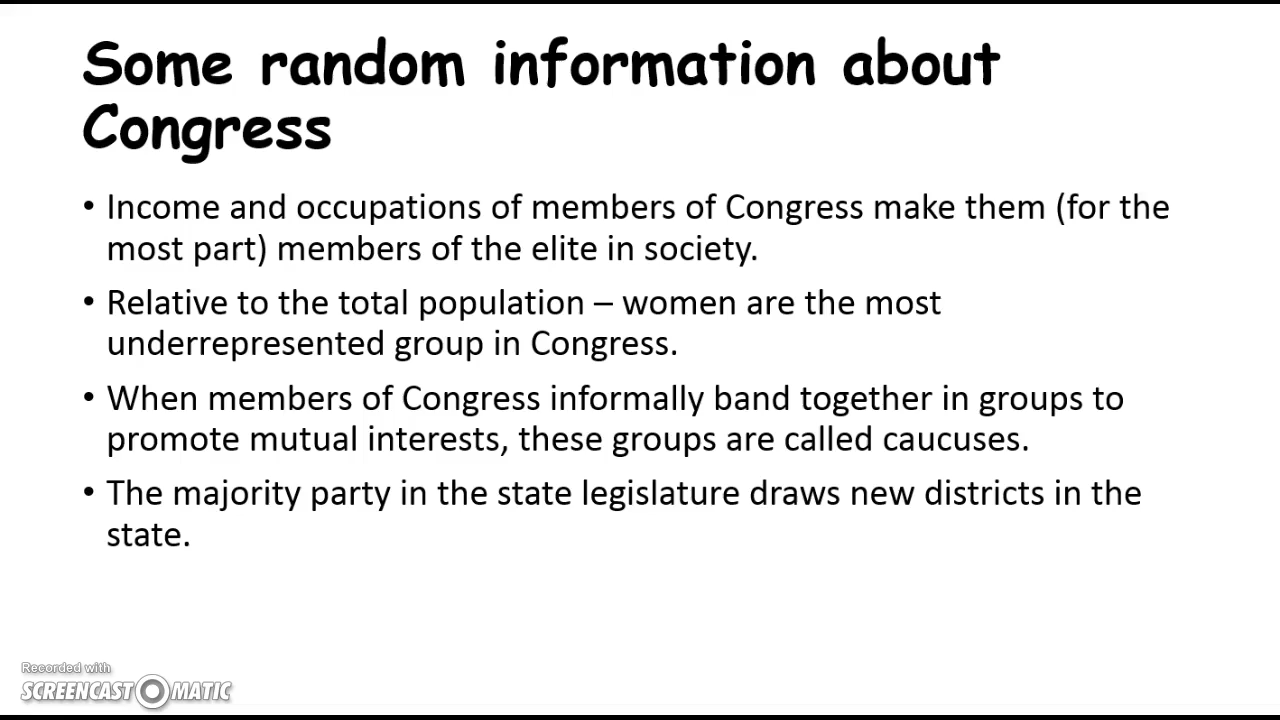 Some random information about
Congress
• Income and occupations of members of Congress make them (for the
most part) members of the elite in society.
• Relative to the total population – women are the most
underrepresented group in Congress.
• When members of Congress informally band together in groups to
promote mutual interests, these groups are called caucuses.
• The majority party in the state legislature draws new districts in the
state.
Recorded with
SCREENCAST MATIC